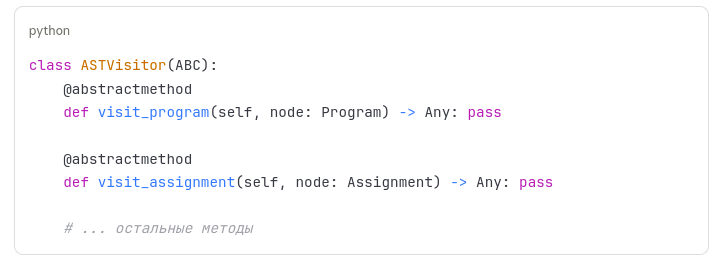 python
class ASTVisitor(ABC):
    @abstractmethod
    def visit_program(self, node: Program) -> Any: pass

    @abstractmethod
    def visit_assignment(self, node: Assignment) -> Any: pass

    # ... остальные методы